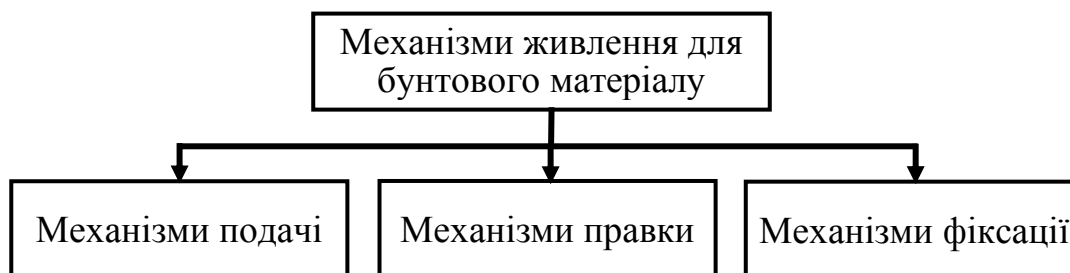 Механізми живлення для
бунтового матеріалу
Механізми подачі
Механізми правки
Механізми фіксації